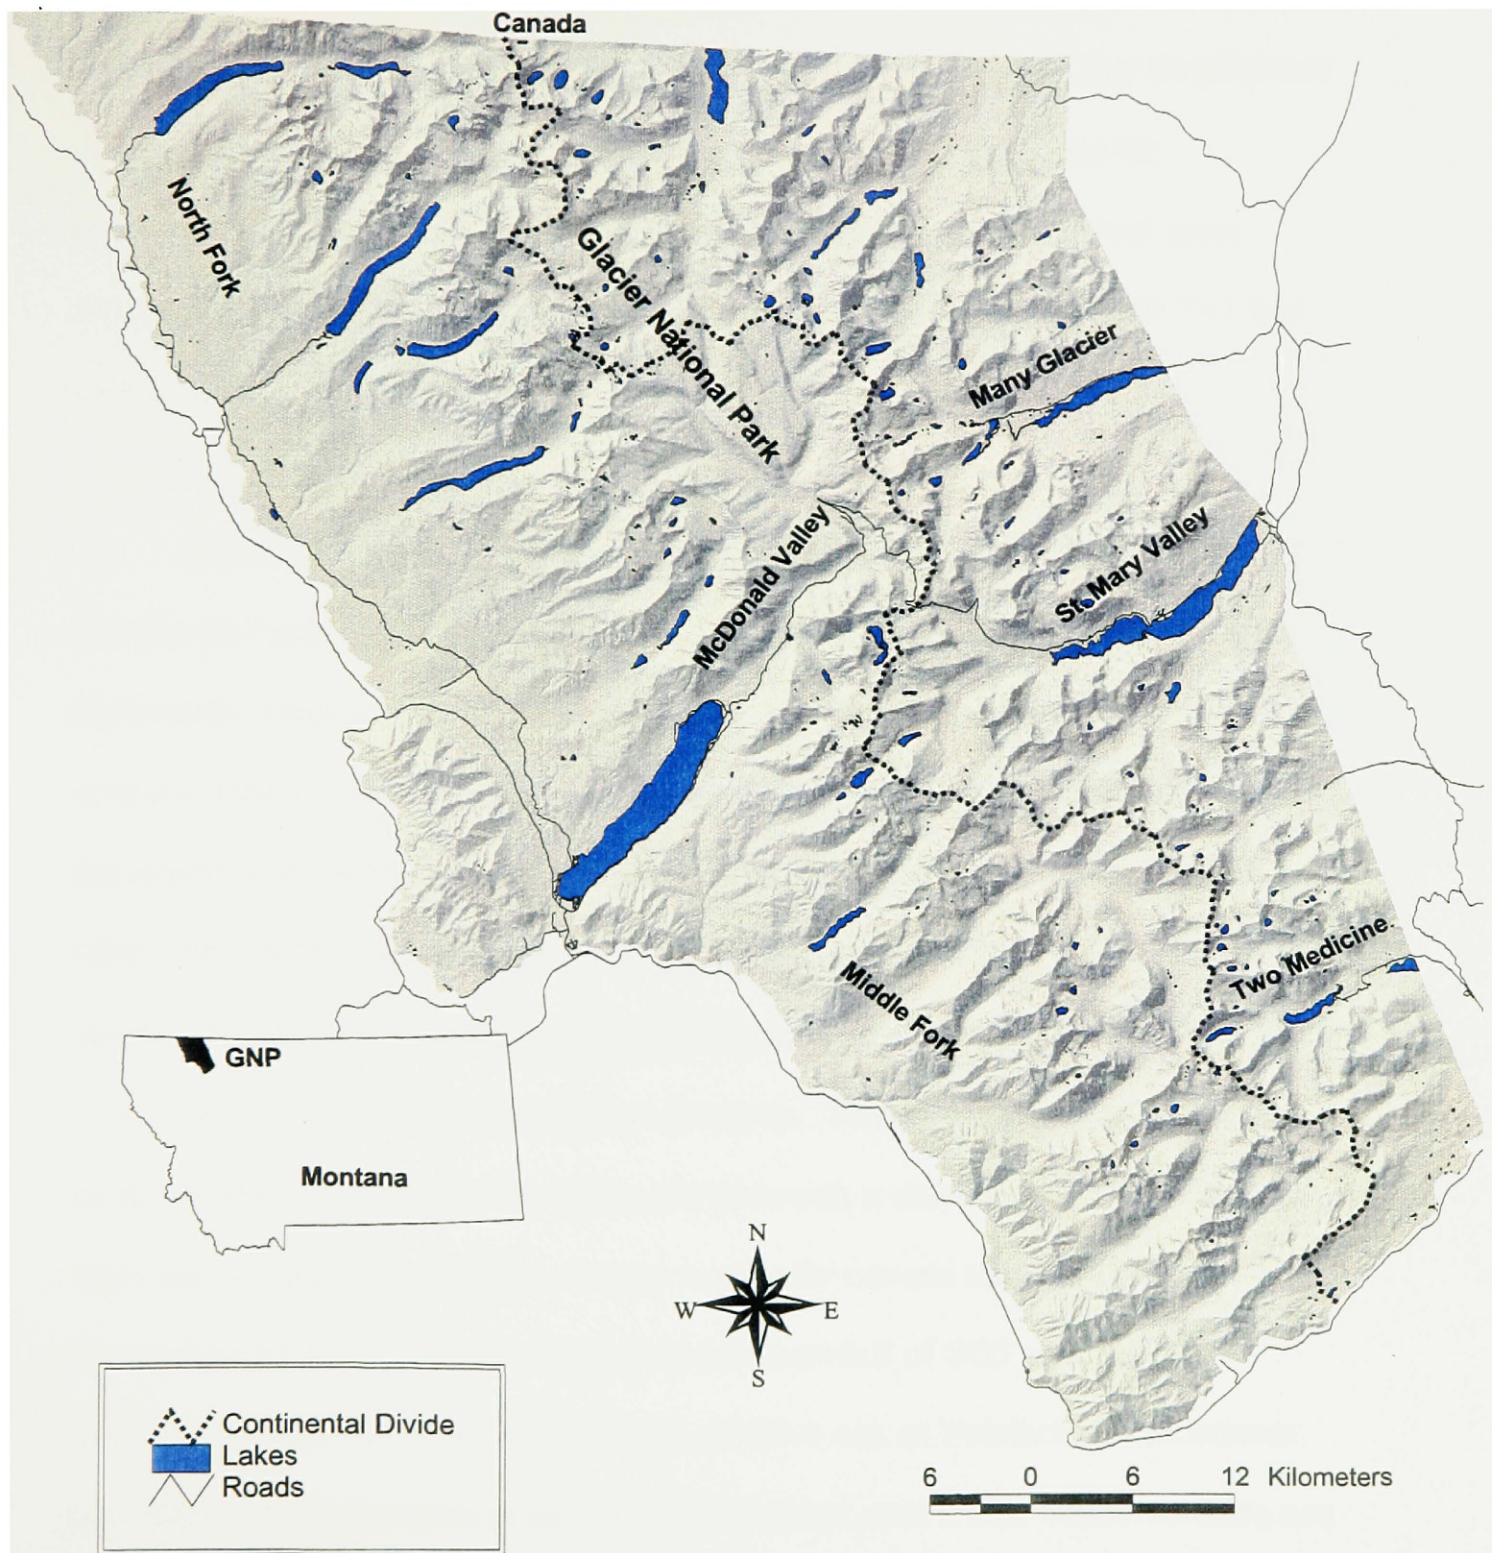 Canada
North Fork
Glacier National Park
Many Glacier
McDonald Valley
St. Mary Valley
Two Medicine
Middle Fork
GNP
Montana
N
W
E
S
Continental Divide
Lakes
Roads
6 0 6 12 Kilometers